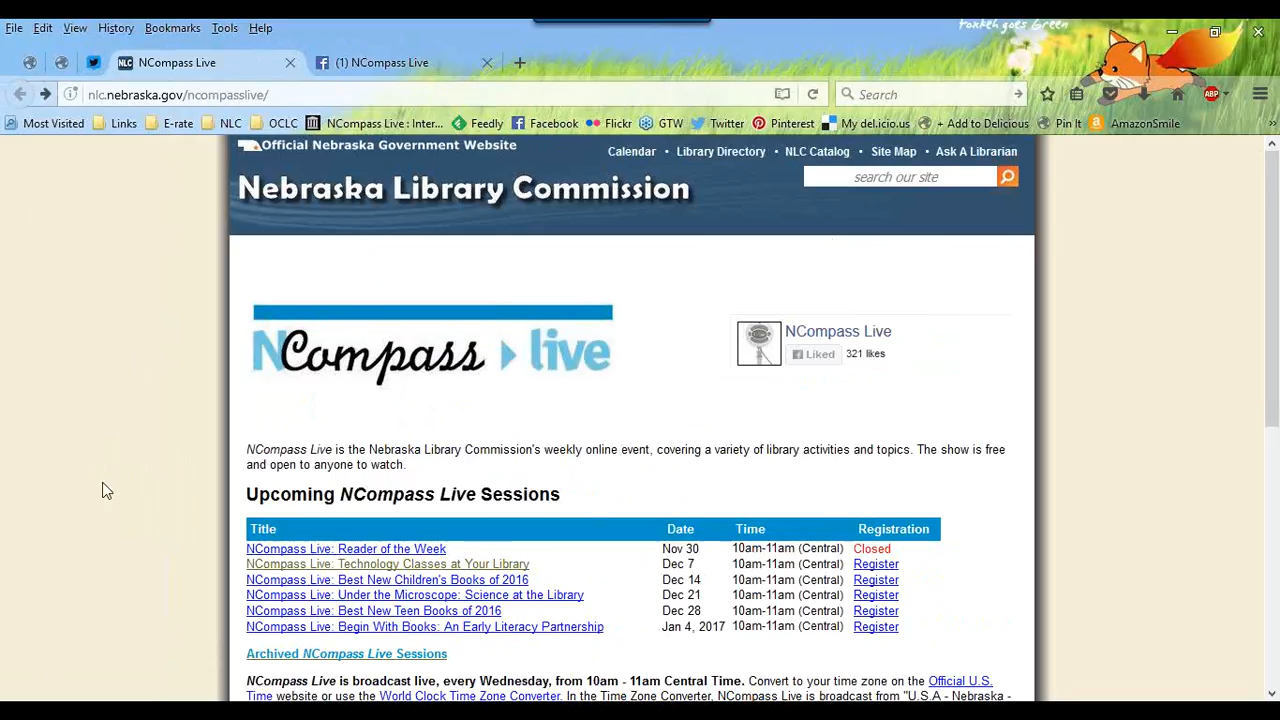 foxkeh goes Green
File Edit View History Bookmarks Tools Help
NLC NCompass Live (1) NCompass Live
nlc.nebraska.gov/ncompasslive/ Search ABP
Most Visited Links E-rate NLC OCLC NCompass Live : Inter... Feedly Facebook Flickr GTW Twitter Pinterest My del.icio.us + Add to Delicious Pin It AmazonSmile
Official Nebraska Government Website
Calendar • Library Directory • NLC Catalog • Site Map • Ask A Librarian
Nebraska Library Commission
search our site
NCompass live
NCompass Live
Liked 321 likes
NCompass Live is the Nebraska Library Commission's weekly online event, covering a variety of library activities and topics. The show is free
and open to anyone to watch.
Upcoming NCompass Live Sessions
Title Date Time Registration
NCompass Live: Reader of the Week Nov 30 10am-11am (Central) Closed
NCompass Live: Technology Classes at Your Library Dec 7 10am-11am (Central) Register
NCompass Live: Best New Children's Books of 2016 Dec 14 10am-11am (Central) Register
NCompass Live: Under the Microscope: Science at the Library Dec 21 10am-11am (Central) Register
NCompass Live: Best New Teen Books of 2016 Dec 28 10am-11am (Central) Register
NCompass Live: Begin With Books: An Early Literacy Partnership Jan 4, 2017 10am-11am (Central) Register
Archived NCompass Live Sessions
NCompass Live is broadcast live, every Wednesday, from 10am - 11am Central Time. Convert to your time zone on the Official U.S.
Time website or use the World Clock Time Zone Converter. In the Time Zone Converter, NCompass Live is broadcast from "U.S.A - Nebraska -